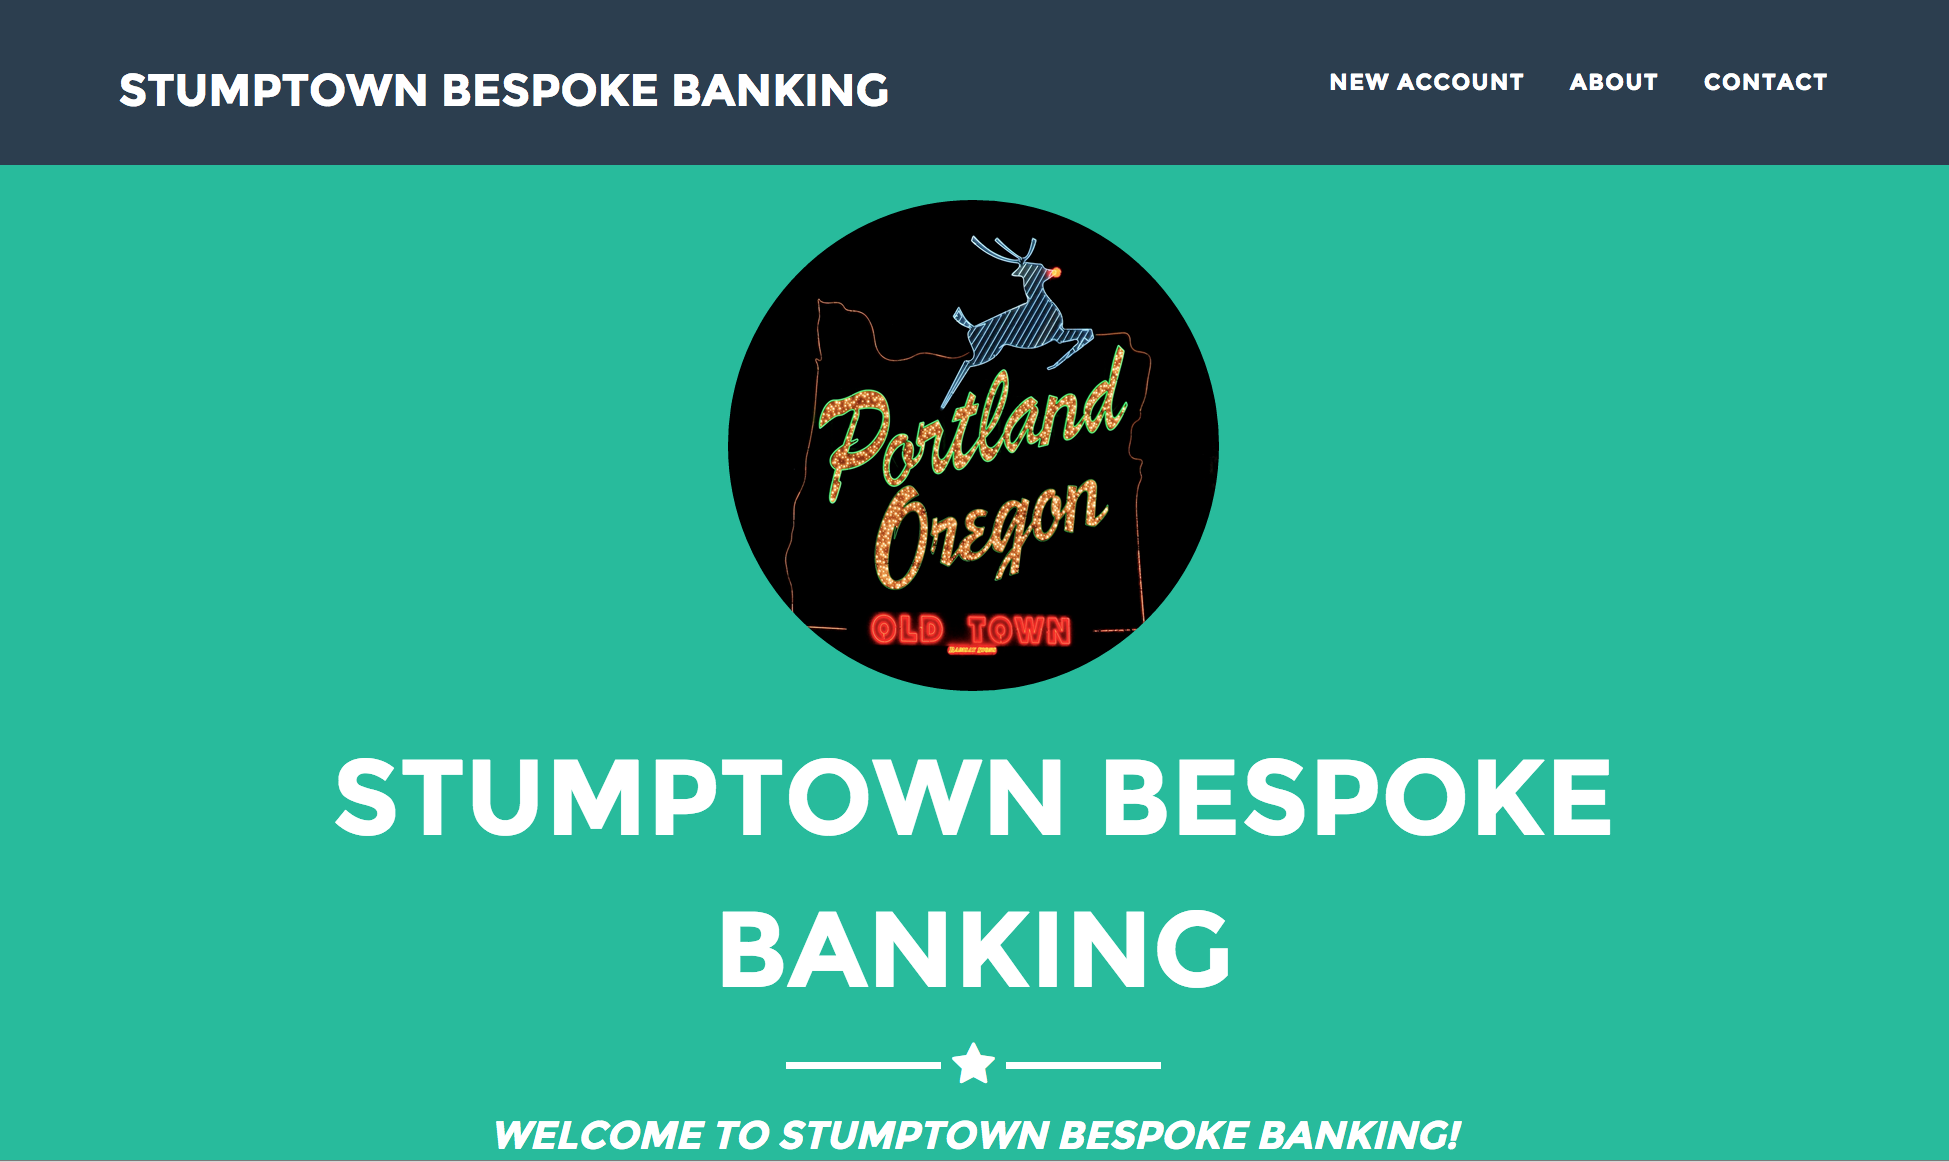 STUMPTOWN BESPOKE BANKING
NEW ACCOUNT ABOUT CONTACT
Portland
Oregon
OLD TOWN
STUMPTOWN BESPOKE
BANKING
WELCOME TO STUMPTOWN BESPOKE BANKING!